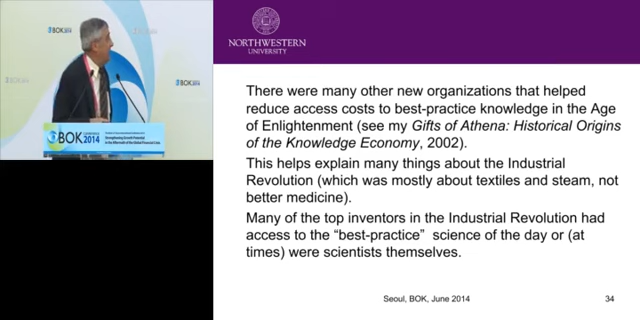 BOK 2014
BOK 2014
BOK 2014
NORTHWESTERN
UNIVERSITY
There were many other new organizations that helped
reduce access costs to best-practice knowledge in the Age
of Enlightenment (see my Gifts of Athena: Historical Origins
of the Knowledge Economy, 2002).
This helps explain many things about the Industrial
Revolution (which was mostly about textiles and steam, not
better medicine).
Many of the top inventors in the Industrial Revolution had
access to the “best-practice”  science of the day or (at
times) were scientists themselves.
Seoul, BOK, June 2014
34